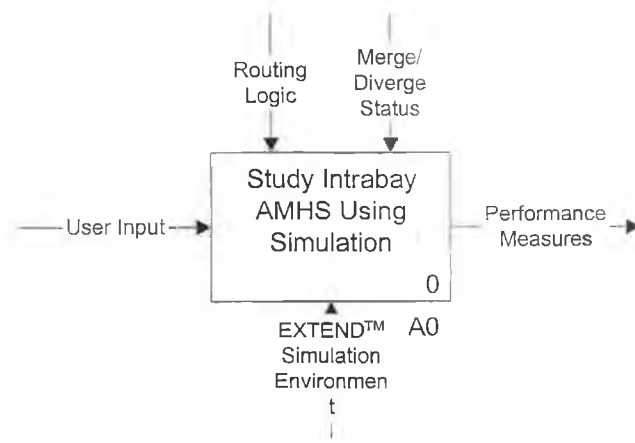 Routing
Logic
Merge/
Diverge
Status
Study Intrabay
AMHS Using
Simulation
User Input
Performance
Measures
0
A0
EXTEND™
Simulation
Environmen
t